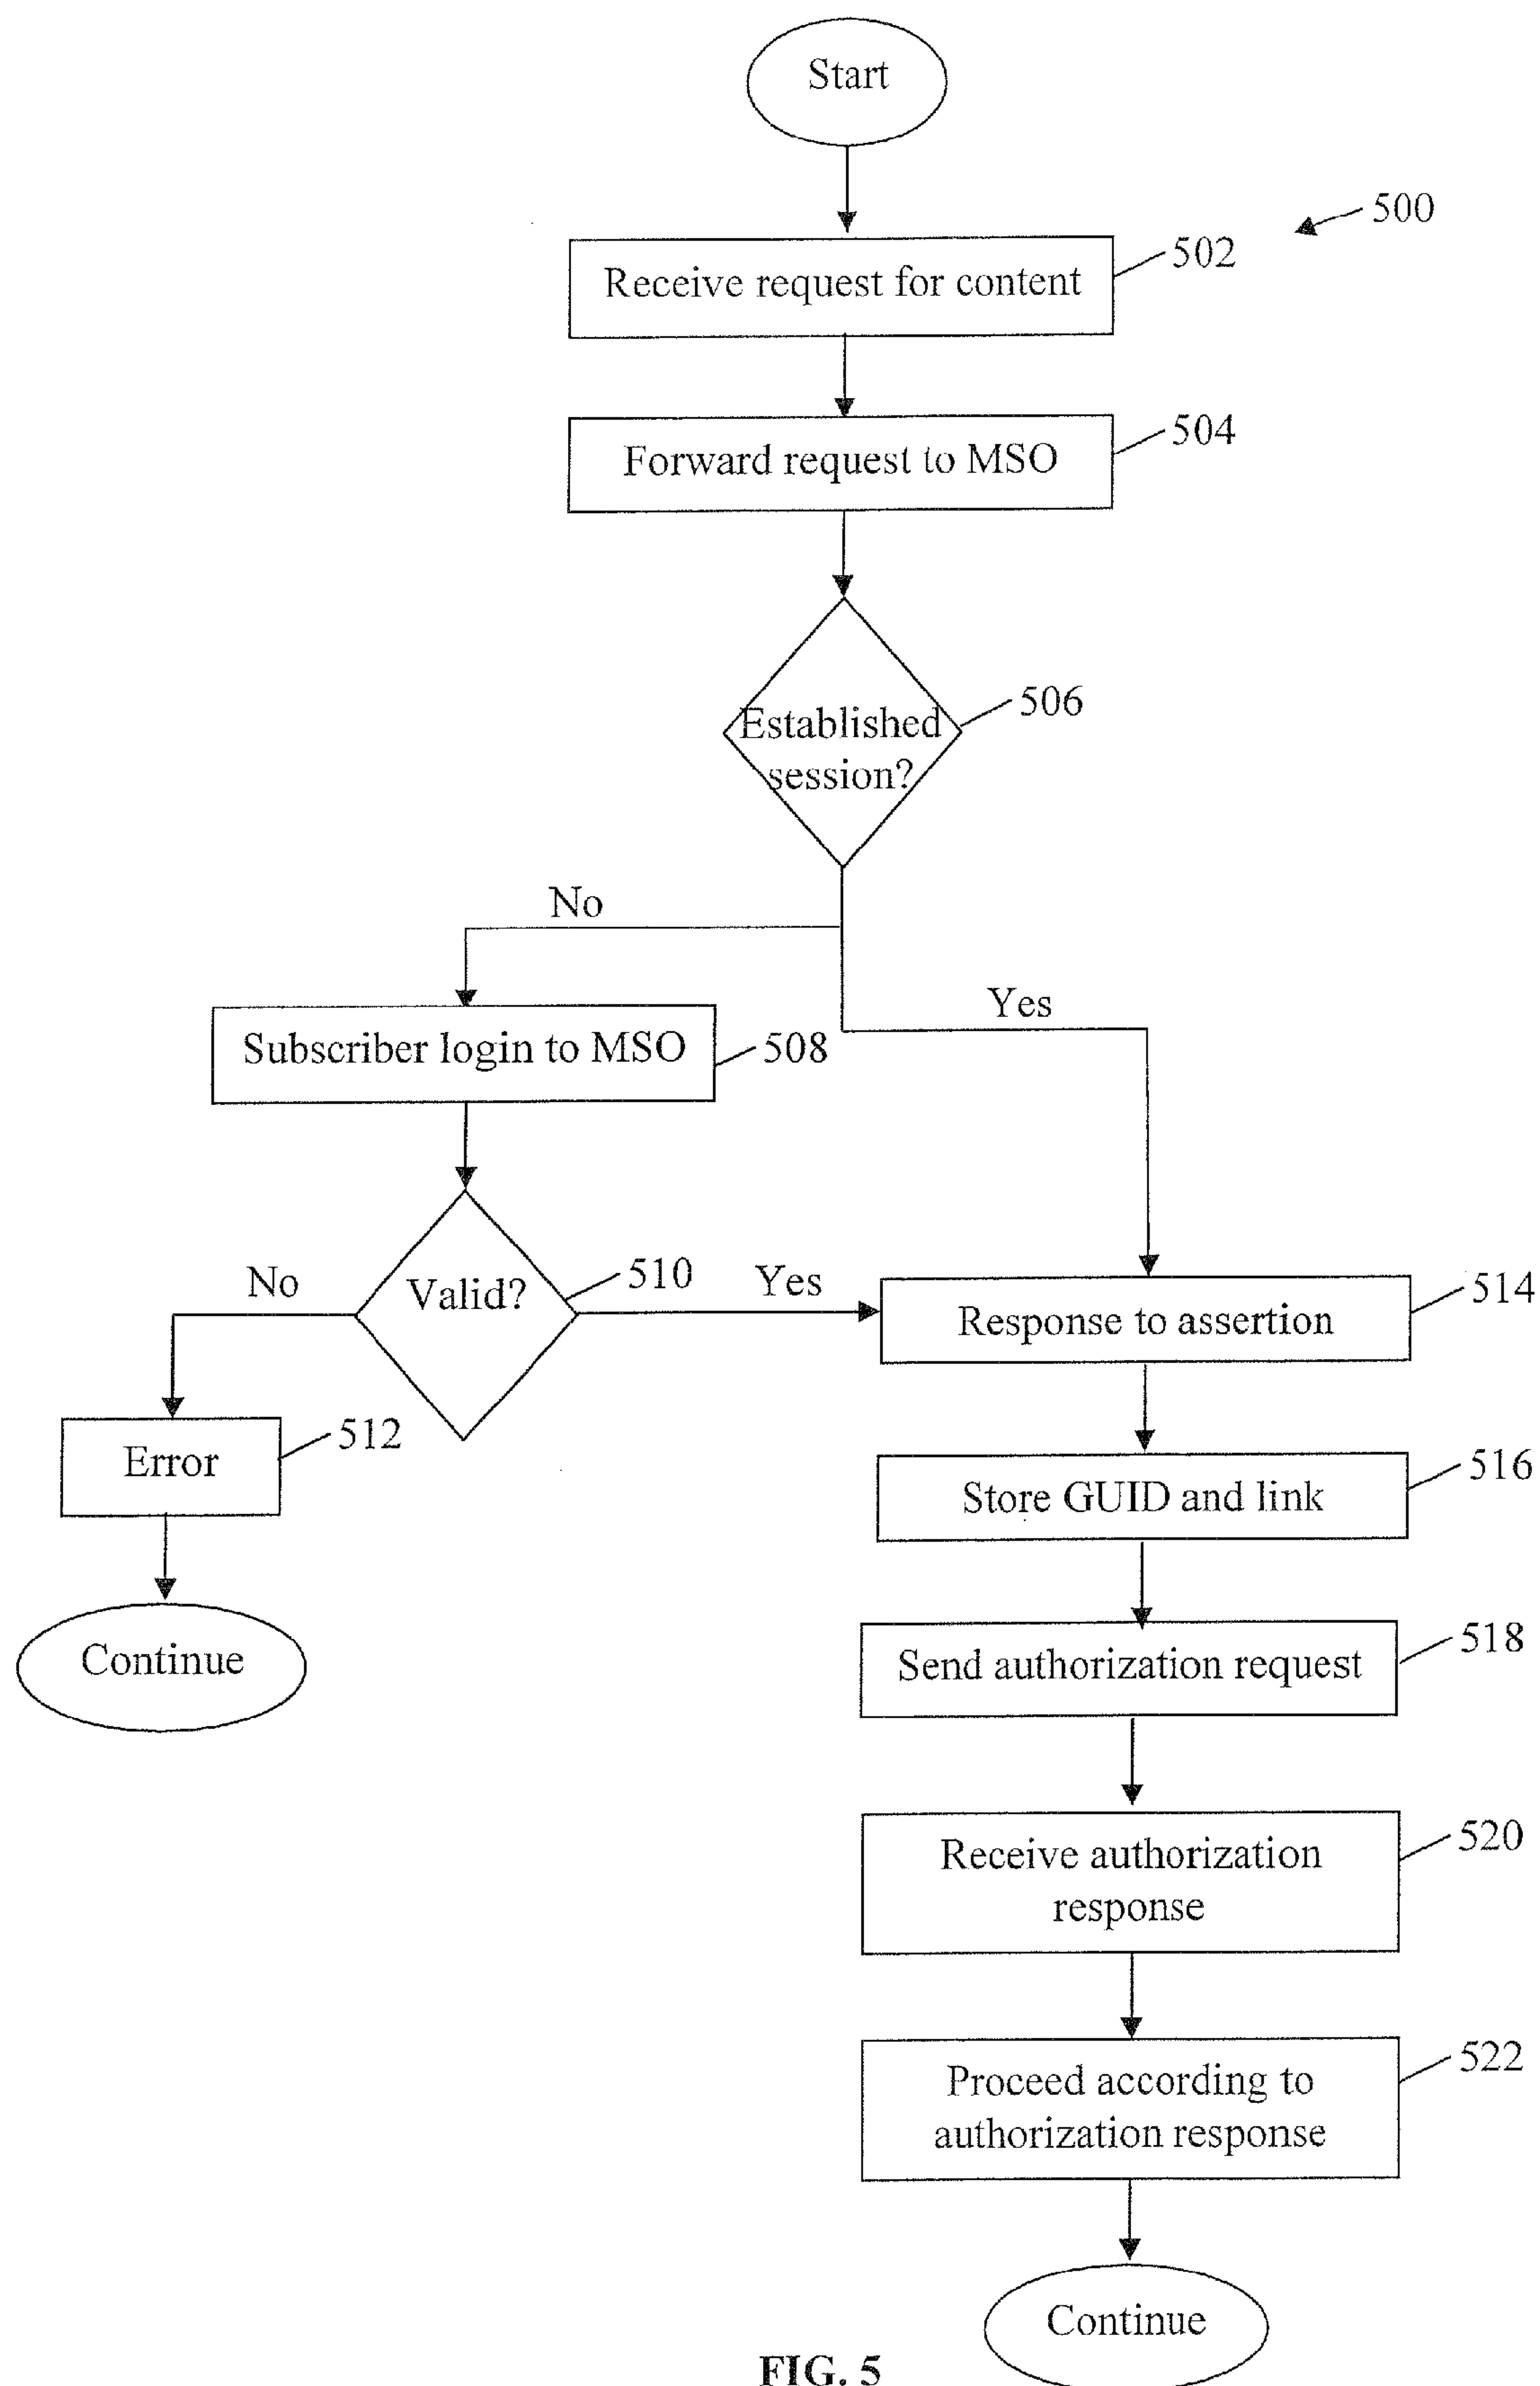 Start
500
502
Receive request for content
504
Forward request to MSO
506
Established
session?
No
Yes
Subscriber login to MSO
508
No
Valid?
510
Yes
514
Response to assertion
Error
512
516
Store GUID and link
Continue
518
Send authorization request
520
Receive authorization
response
522
Proceed according to
authorization response
Continue
FIG. 5